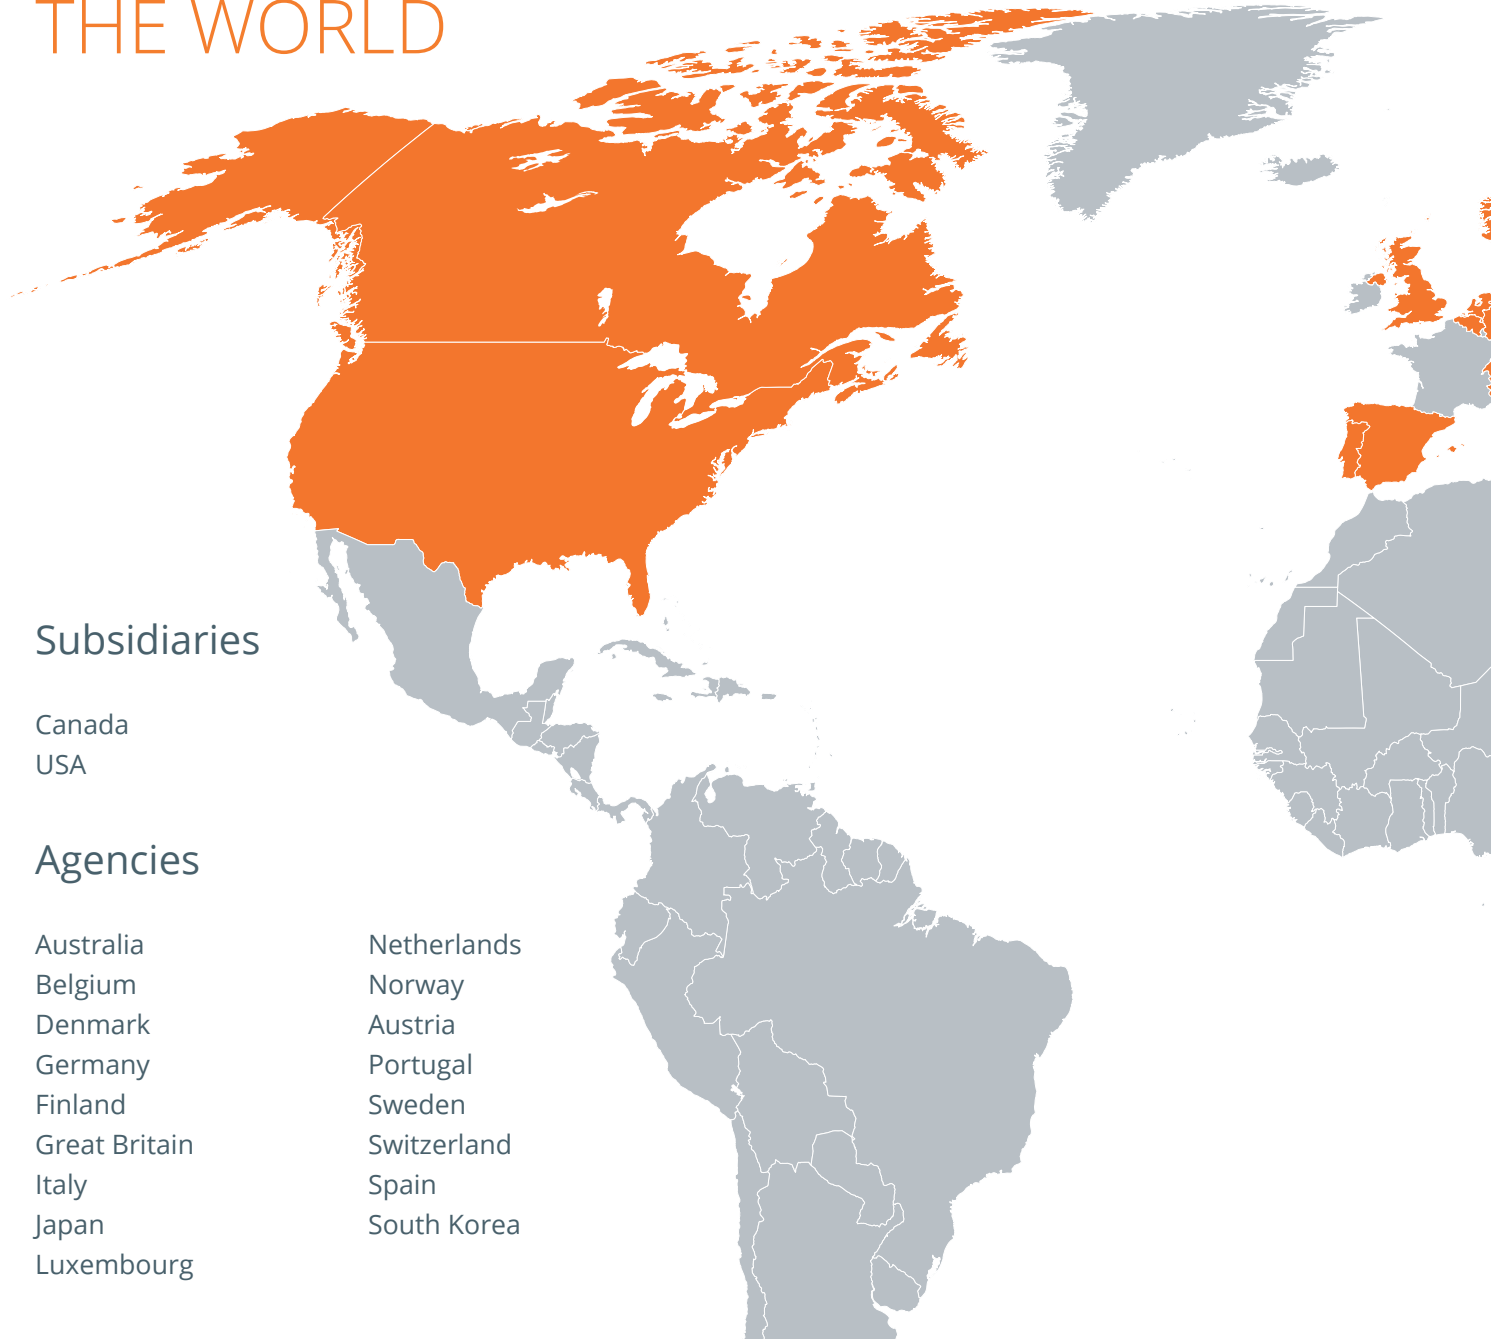 THE WORLD
Subsidiaries
Canada
USA
Agencies
Australia
Belgium
Denmark
Germany
Finland
Great Britain
Italy
Japan
Luxembourg
Netherlands
Norway
Austria
Portugal
Sweden
Switzerland
Spain
South Korea